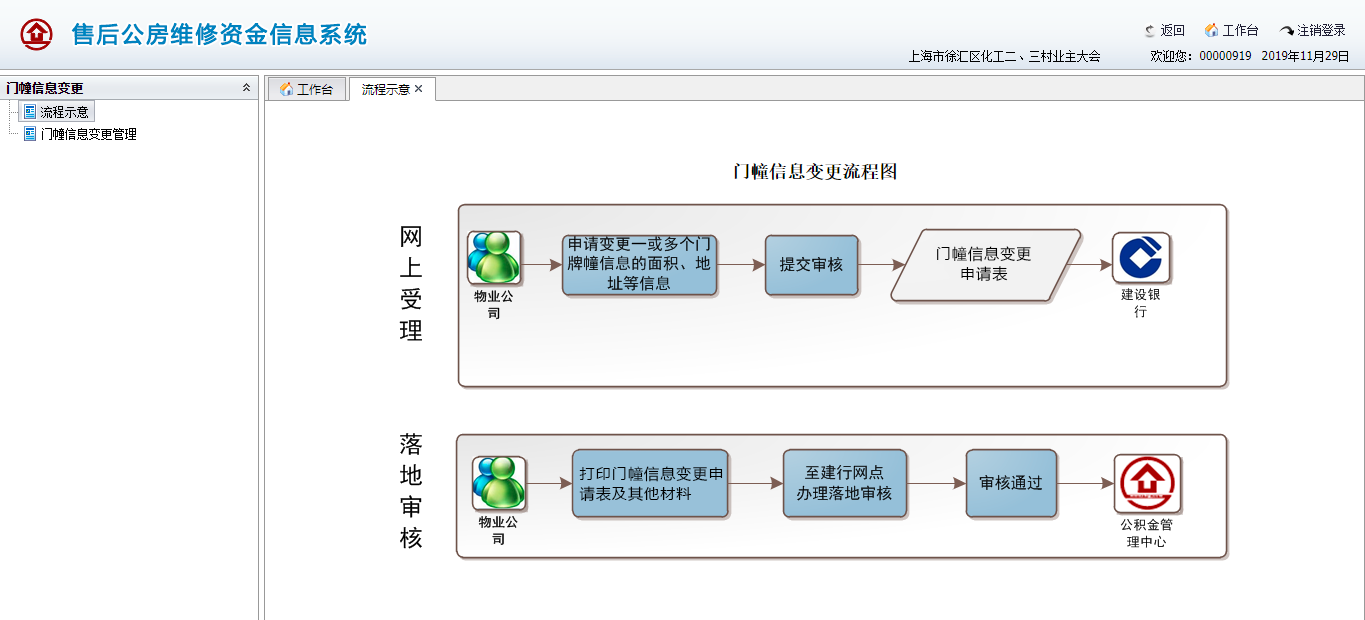 售后公房维修资金信息系统
返回 工作台 注销登录
上海市徐汇区化工二、三村业主大会 欢迎您：00000919 2019年11月29日
门幢信息变更
流程示意
门幢信息变更管理
工作台 流程示意
门幢信息变更流程图
网上受理
物业公
司
申请变更一或多个门
牌幢信息的面积、地
址等信息
提交审核
门幢信息变更
申请表
建设银
行
落地审核
物业公
司
打印门幢信息变更申
请表及其他材料
至建行网点
办理落地审核
审核通过
公积金管
理中心